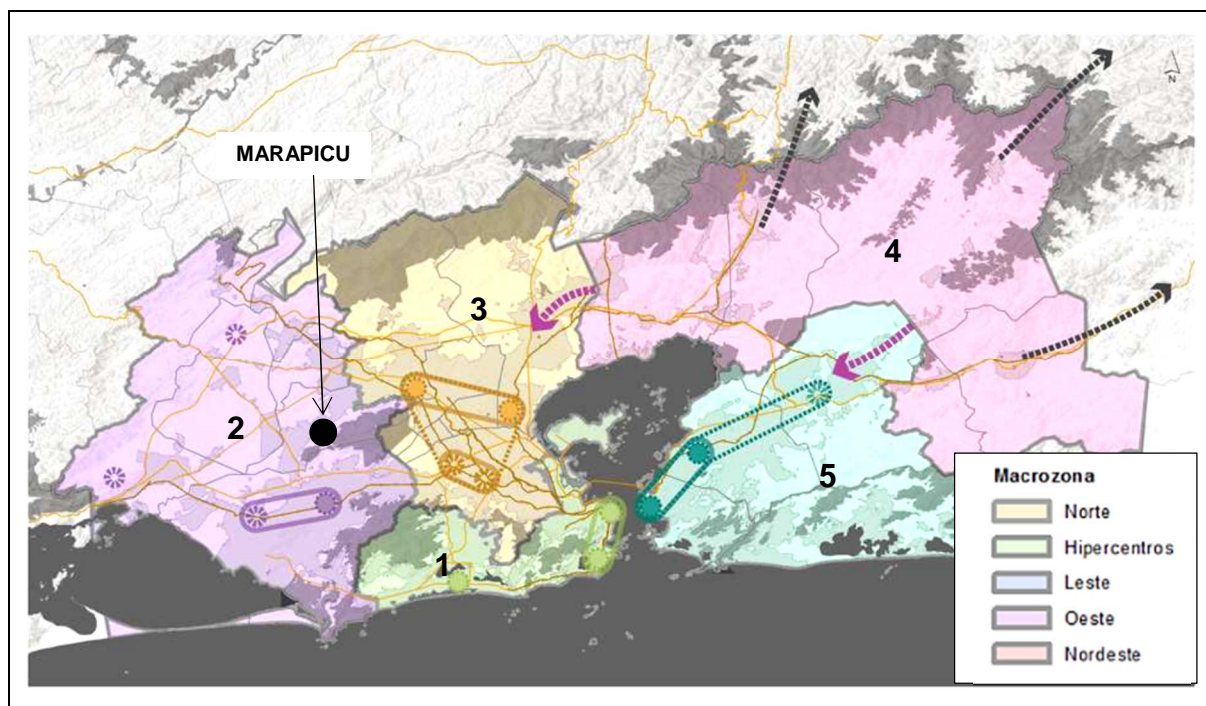 N
MARAPICU
4
3
2
5
1
Macrozona
Norte
Hipercentros
Leste
Oeste
Nordeste